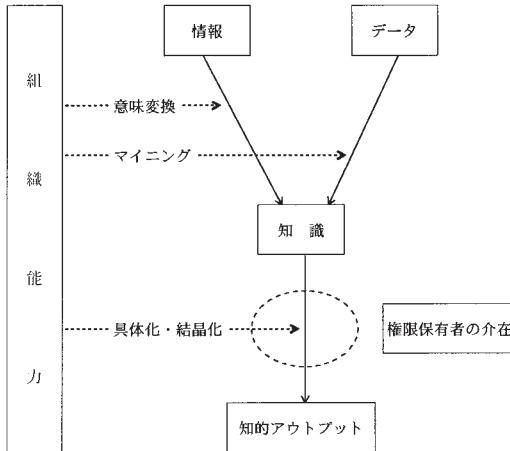 組織能力
情報
データ
意味変換
マイニング
知 識
具体化・結晶化
権限保有者の介在
知的アウトプット